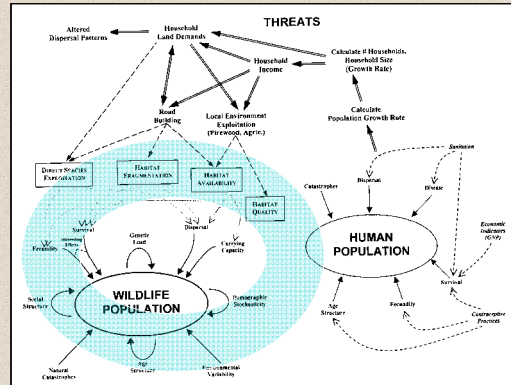 THREATS
Altered
Dispersal Patterns
Household
Land Demands
Calculate # Households,
Household Size
(Growth Rate)
Household
Income
Road
Building
Local Environment
Exploitation
(Firewood, Agric.)
Calculate
Population Growth Rate
Sanitation
DIRECT SPECIES
EXPLOITATION
HABITAT
FRAGMENTATION
HABITAT
AVAILABILITY
HABITAT
QUALITY
Dispersal
Disease
Catastrophes
Survival
Fecundity
Inbreeding
Effects
Genetic
Load
Dispersal
Carrying
Capacity
HUMAN
POPULATION
Economic
Indicators
(GNP)
Survival
Social
Structure
WILDLIFE
POPULATION
Demographic
Stochasticity
Age
Structure
Fecundity
Contraceptive
Practices
Natural
Catastrophes
Age
Structure
Environmental
Variability